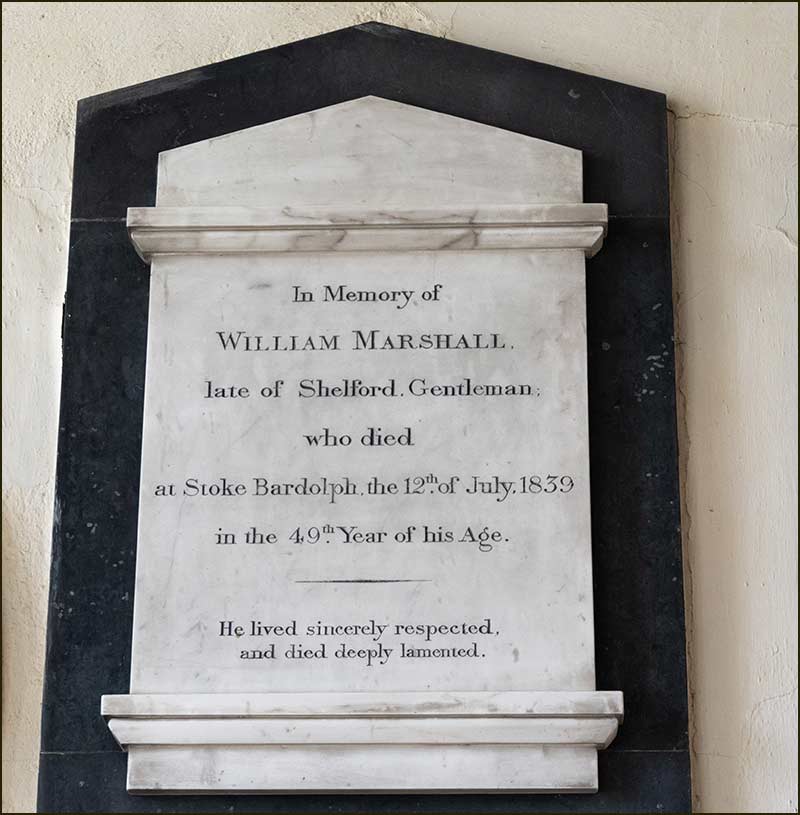 In Memory of
WILLIAM MARSHALL,
late of Shelford, Gentleman;
who died
at Stoke Bardolph, the 12th. of July, 1839
in the 49th. Year of his Age.
He lived sincerely respected,
and died deeply lamented.